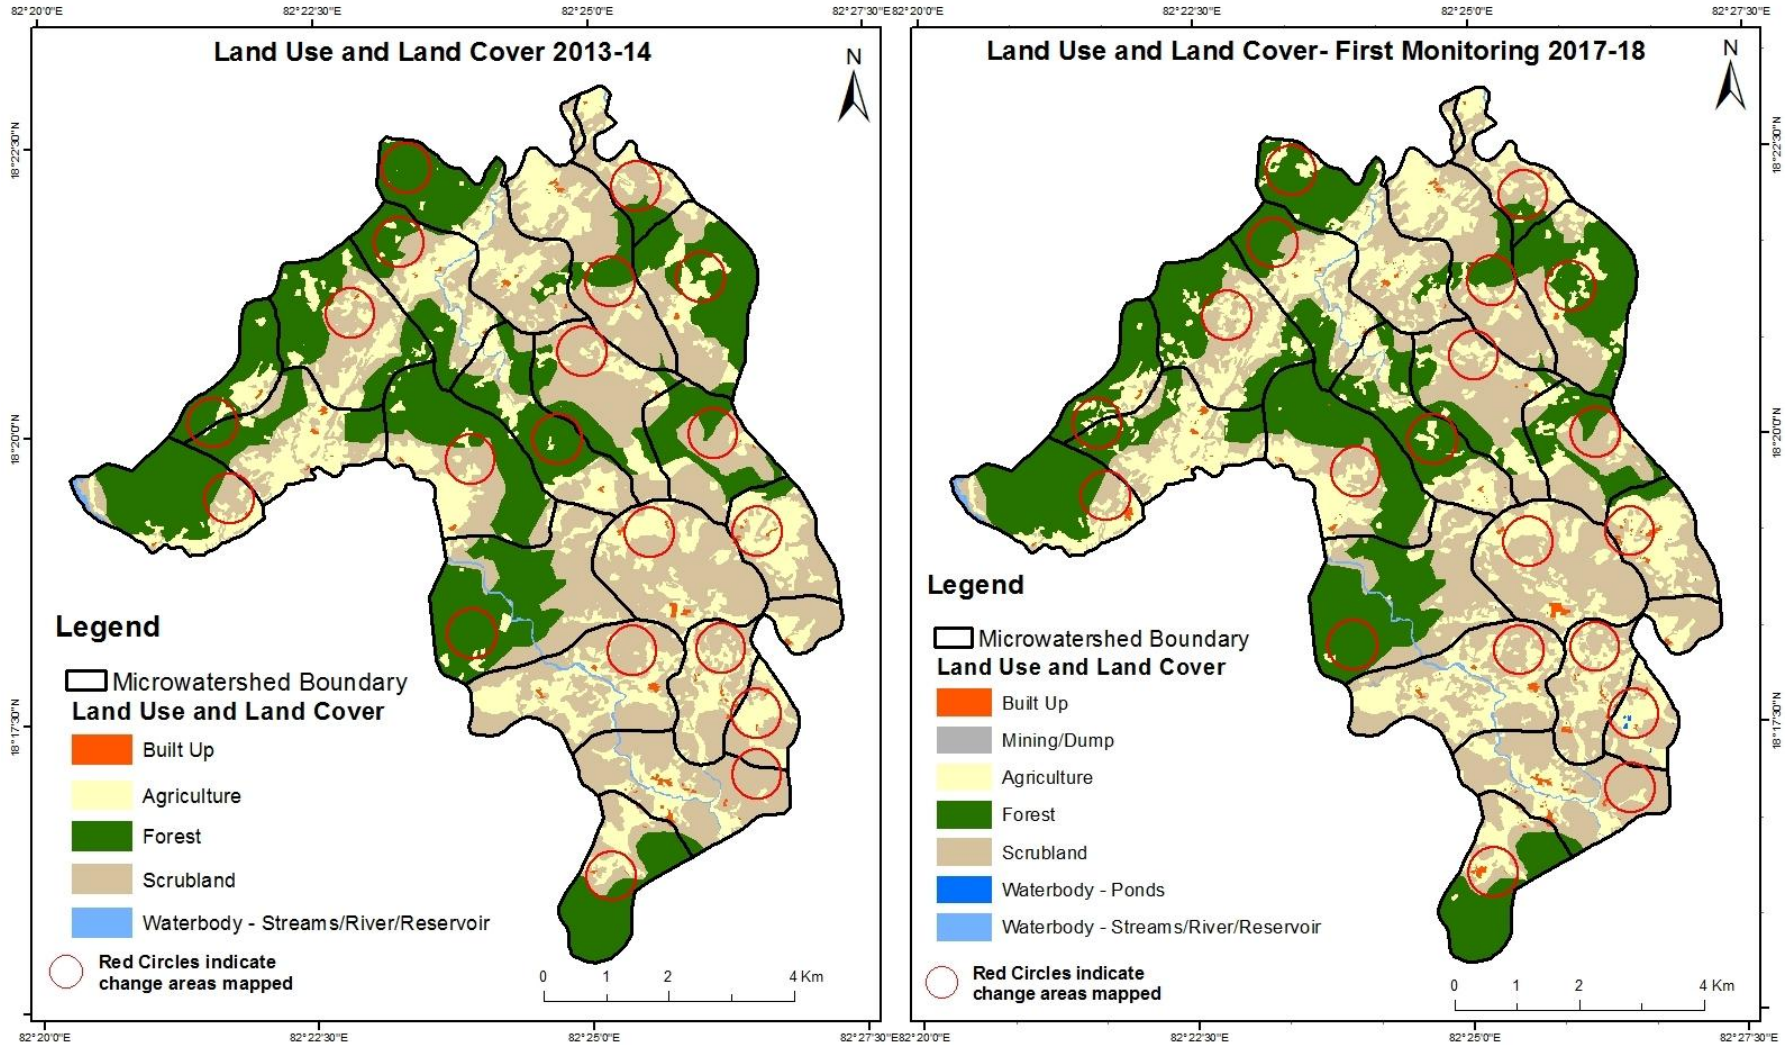 82°20'0"E
82°22'30"E
82°25'0"E
82°27'30"E
82°20'0"E
82°22'30"E
82°25'0"E
82°27'30"E
Land Use and Land Cover 2013-14
N
Land Use and Land Cover- First Monitoring 2017-18
N
18°22'30"N
18°20'0"N
18°17'30"N
18°22'30"N
18°20'0"N
18°17'30"N
Legend
Microwatershed Boundary
Land Use and Land Cover
Built Up
Agriculture
Forest
Scrubland
Waterbody - Streams/River/Reservoir
Red Circles indicate
change areas mapped
0 1 2 4 Km
Legend
Microwatershed Boundary
Land Use and Land Cover
Built Up
Mining/Dump
Agriculture
Forest
Scrubland
Waterbody - Ponds
Waterbody - Streams/River/Reservoir
Red Circles indicate
change areas mapped
0 1 2 4 Km
82°20'0"E
82°22'30"E
82°25'0"E
82°27'30"E
82°20'0"E
82°22'30"E
82°25'0"E
82°27'30"E